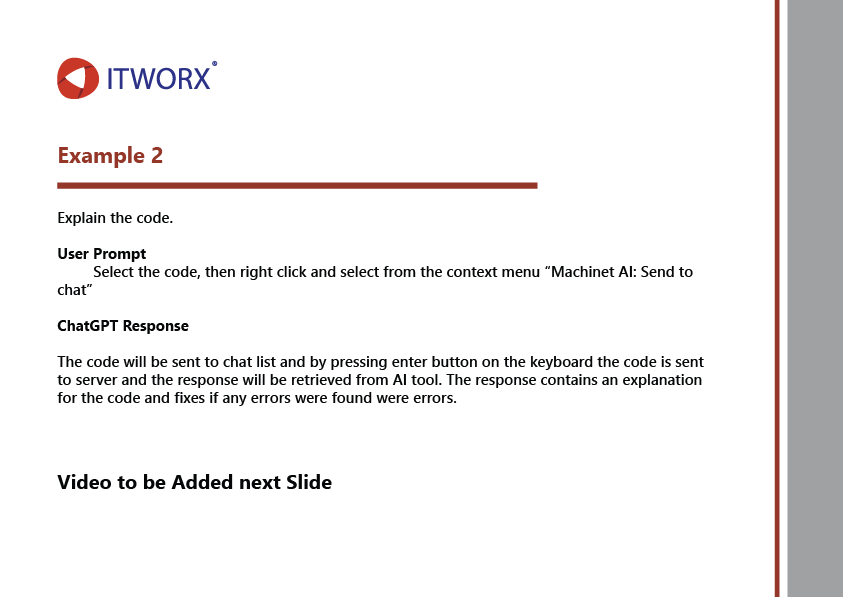 ITWORX®
Example 2
Explain the code.
User Prompt
Select the code, then right click and select from the context menu “Machinet AI: Send to
chat”
ChatGPT Response
The code will be sent to chat list and by pressing enter button on the keyboard the code is sent
to server and the response will be retrieved from AI tool. The response contains an explanation
for the code and fixes if any errors were found were errors.
Video to be Added next Slide